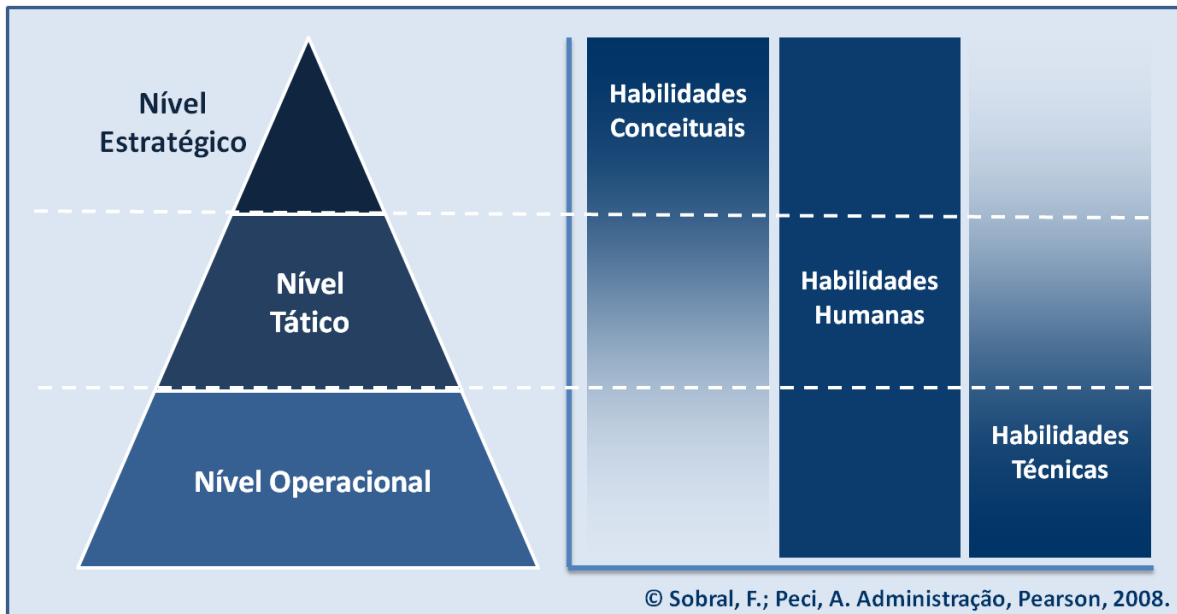 Nível
Estratégico
Nível
Tático
Nível Operacional
Habilidades
Conceituais
Habilidades
Humanas
Habilidades
Técnicas
© Sobral, F.; Peci, A. Administração, Pearson, 2008.